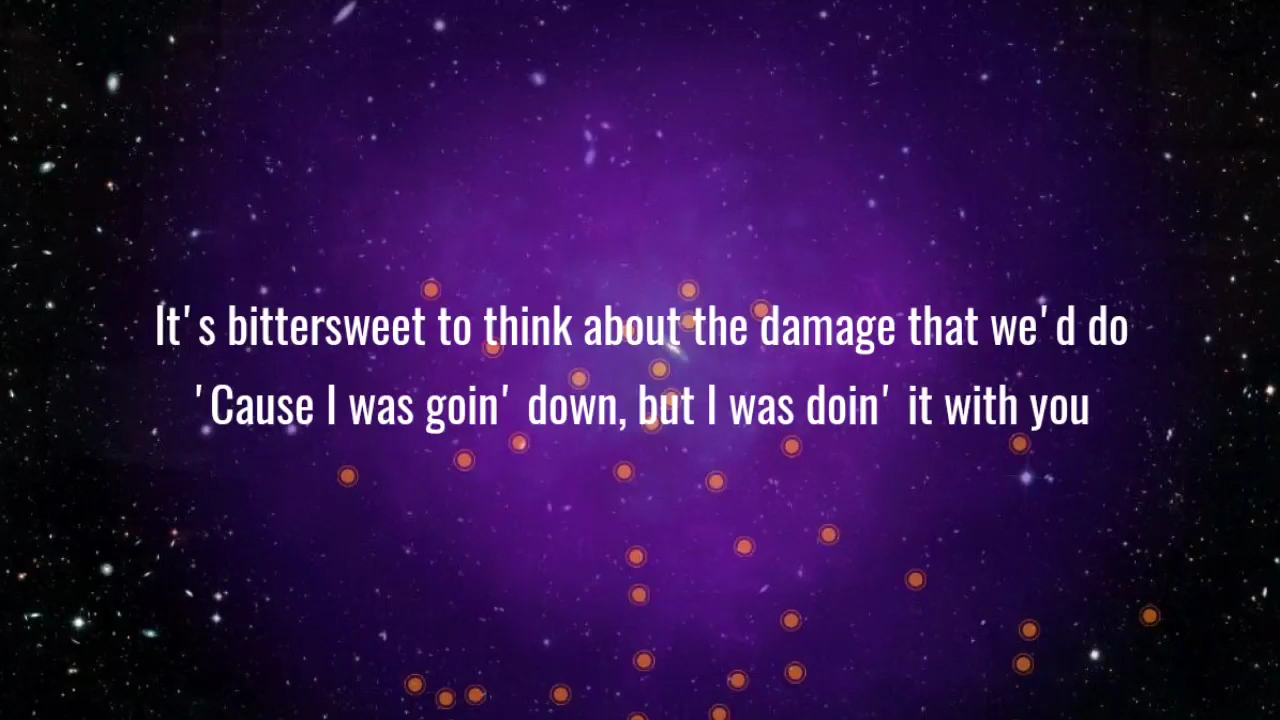 It's bittersweet to think about the damage that we'd do
'Cause I was goin' down, but I was doin' it with you